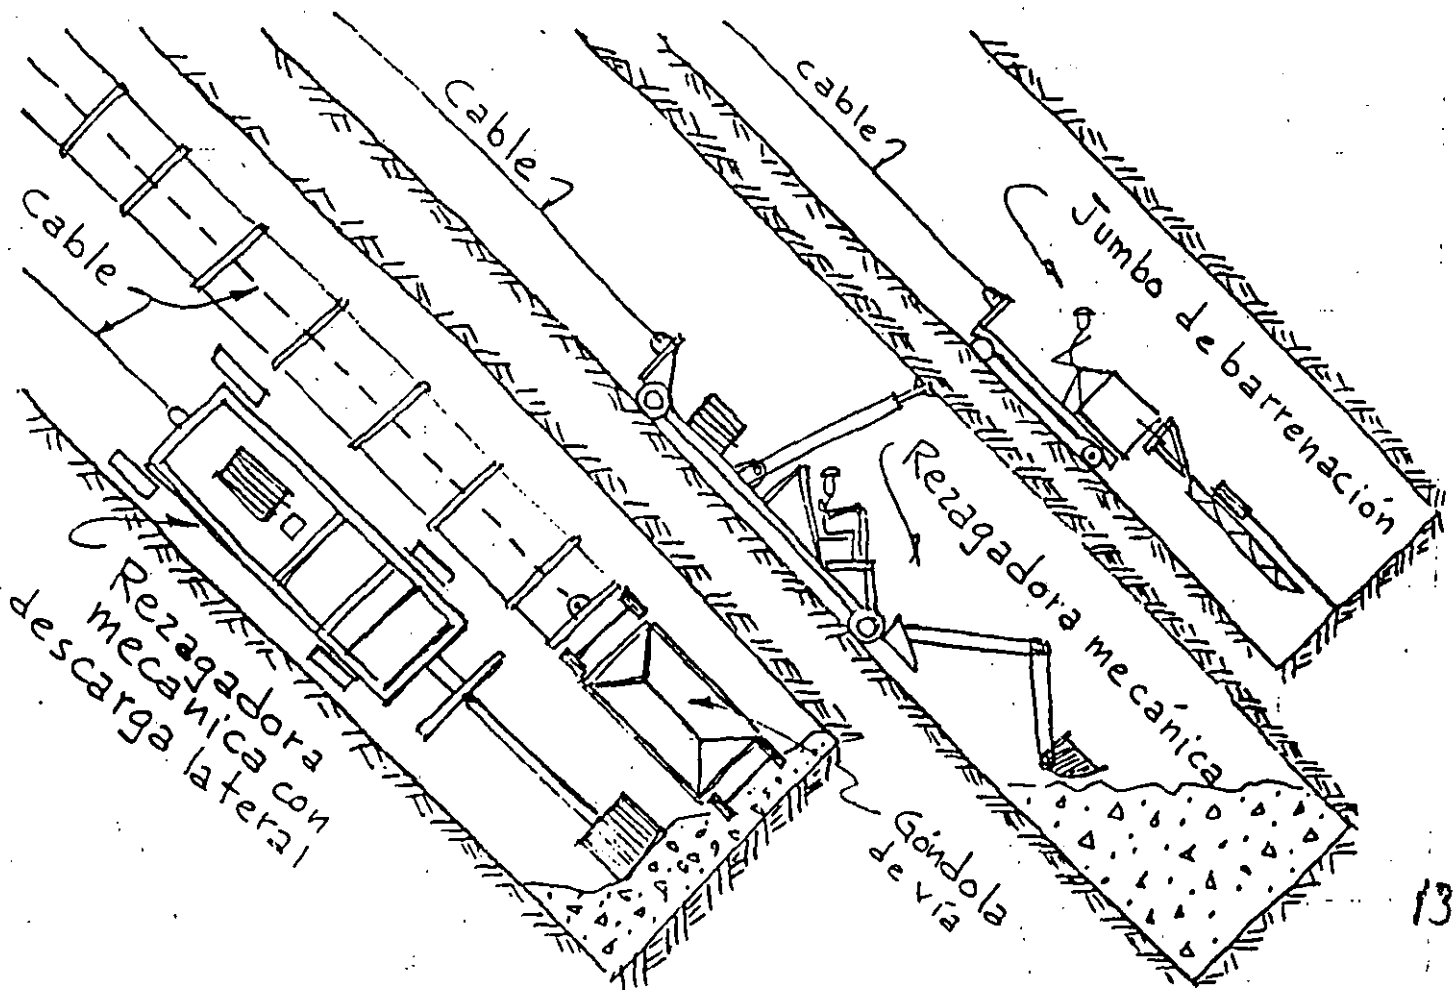 Cable
Cable
cable
Jumbo de barrenación
Rezagadora mecánica
Rezagadora
mecánica con
descarga lateral
Góndola
de vía
13